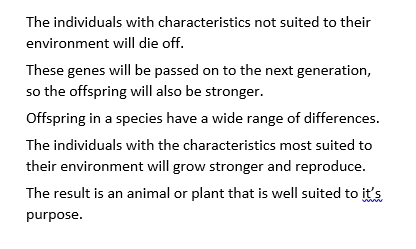 The individuals with characteristics not suited to their
environment will die off.
These genes will be passed on to the next generation,
so the offspring will also be stronger.
Offspring in a species have a wide range of differences.
The individuals with the characteristics most suited to
their environment will grow stronger and reproduce.
The result is an animal or plant that is well suited to it's
purpose.